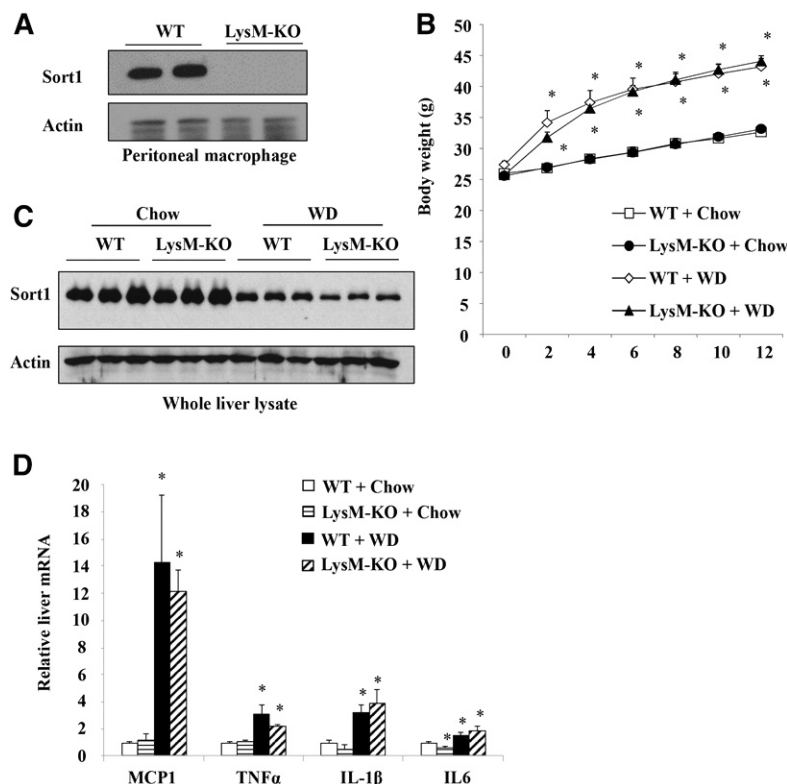 A
WT LysM-KO
Sort1
Actin
Peritoneal macrophage
B
Body weight (g)
50
45
40
35
30
25
20
15
10
5
0
0 2 4 6 8 10 12
* * * * * *
* * * * * *
WT + Chow
LysM-KO + Chow
WT + WD
LysM-KO + WD
C
Chow WD
WT LysM-KO WT LysM-KO
Sort1
Actin
Whole liver lysate
D
Relative liver mRNA
20
18
16
14
12
10
8
6
4
2
0
* *
* *
* *
* * *
WT + Chow
LysM-KO + Chow
WT + WD
LysM-KO + WD
MCP1 TNFα IL-1β IL6